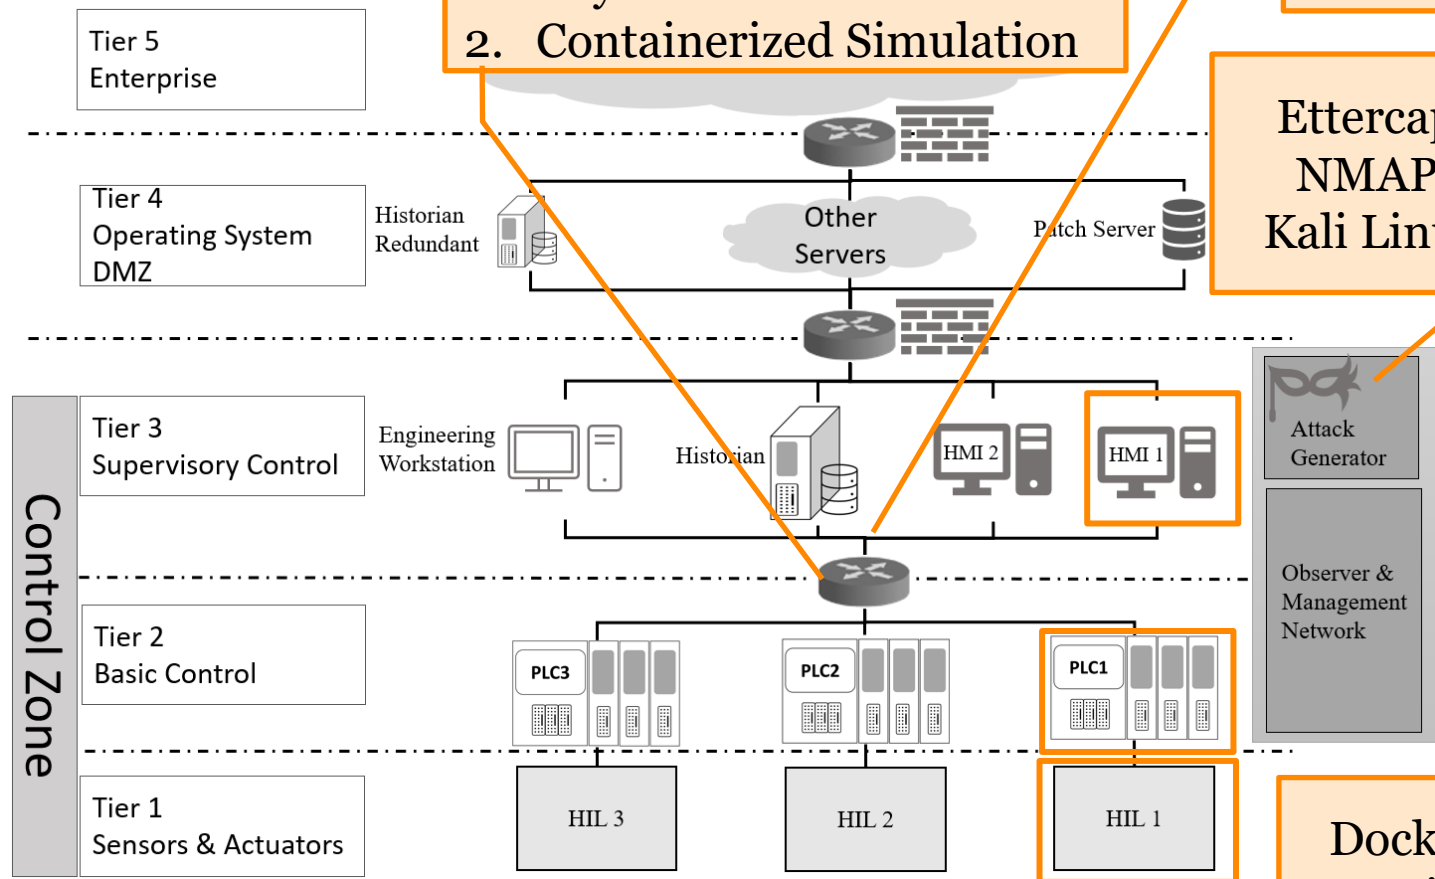 2. Containerized Simulation
Tier 5
Enterprise
NMAP
Tier 4
Operating System
DMZ
Historian
Redundant
Other
Servers
Patch Server
Control Zone
Tier 3
Supervisory Control
Engineering
Workstation
Historian
HMI 2
HMI 1
Attack
Generator
Observer &
Management
Network
Tier 2
Basic Control
PLC3
PLC2
PLC1
Tier 1
Sensors & Actuators
HIL 3
HIL 2
HIL 1
Dock